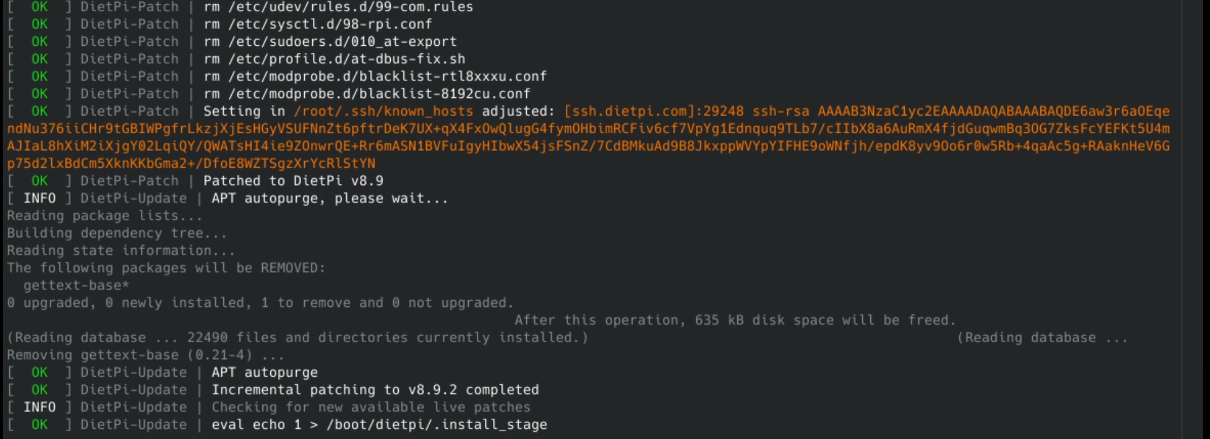 [  OK  ] DietPi-Patch | rm /etc/udev/rules.d/99-com.rules
[  OK  ] DietPi-Patch | rm /etc/sysctl.d/98-rpi.conf
[  OK  ] DietPi-Patch | rm /etc/sudoers.d/010_at-export
[  OK  ] DietPi-Patch | rm /etc/profile.d/at-dbus-fix.sh
[  OK  ] DietPi-Patch | rm /etc/modprobe.d/blacklist-rtl8xxxu.conf
[  OK  ] DietPi-Patch | rm /etc/modprobe.d/blacklist-8192cu.conf
[  OK  ] DietPi-Patch | Setting in /root/.ssh/known_hosts adjusted: [ssh.dietpi.com]:29248 ssh-rsa AAAAB3NzaC1yc2EAAAADAQABAAABAQDE6aw3r6aOEqe
ndNu376iiCHr9tGBIWPgfrLkzjXjEsHGyVSUFNnZt6pftrDeK7UX+qX4FxOwQlugG4fymOHbimRCFiv6cf7VpYg1Ednquq9TLb7/cIIbX8a6AuRmX4fjdGuqwmBq3OG7ZksFcYEFKt5U4m
AJIaL8hXiM2iXjgY02LqiQY/QWATsHI4ie9ZOnwrQE+Rr6mASN1BVFuIgyHIbwX54jsFSnZ/7CdBMkuAd9B8JkxppWVYpYIFHE9oWNfjh/epdK8yv9Oo6r0w5Rb+4qaAc5g+RAaknHeV6G
p75d2lxBdCm5XknKKbGma2+/DfoE8WZTSgzXrYcRlStYN
[  OK  ] DietPi-Patch | Patched to DietPi v8.9
[ INFO ] DietPi-Update | APT autopurge, please wait...
Reading package lists...
Building dependency tree...
Reading state information...
The following packages will be REMOVED:
  gettext-base*
0 upgraded, 0 newly installed, 1 to remove and 0 not upgraded.
After this operation, 635 kB disk space will be freed.
(Reading database ... 22490 files and directories currently installed.) (Reading database ...
Removing gettext-base (0.21-4) ...
[  OK  ] DietPi-Update | APT autopurge
[  OK  ] DietPi-Update | Incremental patching to v8.9.2 completed
[ INFO ] DietPi-Update | Checking for new available live patches
[  OK  ] DietPi-Update | eval echo 1 > /boot/dietpi/.install_stage